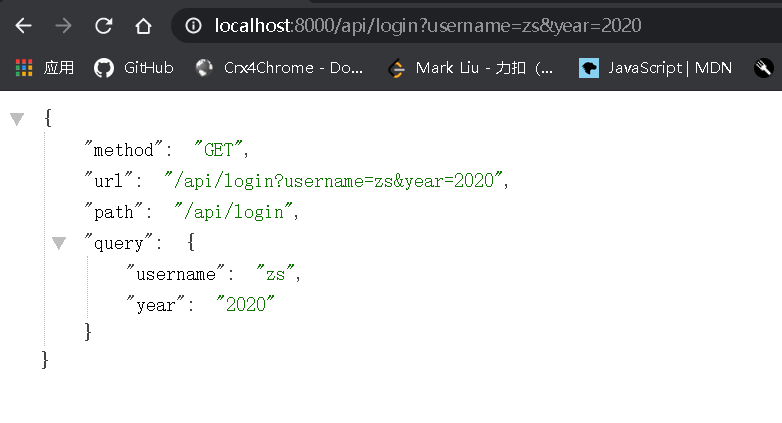 localhost:8000/api/login?username=zs&year=2020
应用 GitHub Crx4Chrome - Do... Mark Liu - 力扣（... JavaScript | MDN
{
"method": "GET",
"url": "/api/login?username=zs&year=2020",
"path": "/api/login",
"query": {
"username": "zs",
"year": "2020"
}
}